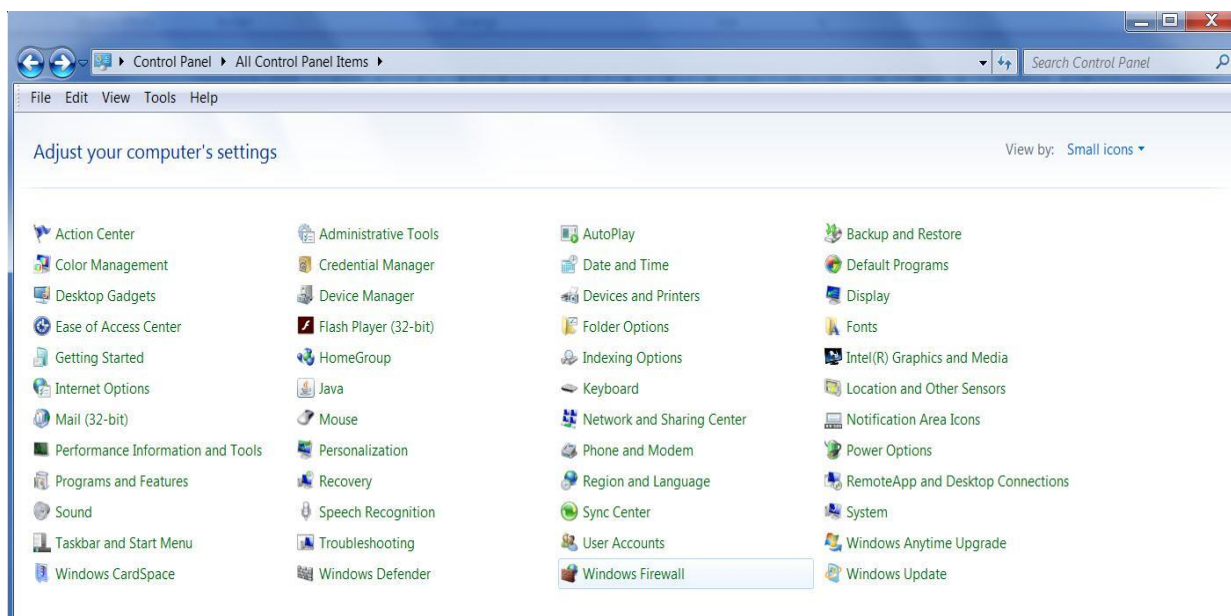 Control Panel All Control Panel Items Search Control Panel
File Edit View Tools Help
Adjust your computer's settings View by: Small icons
Action Center Administrative Tools AutoPlay Backup and Restore
Color Management Credential Manager Date and Time Default Programs
Desktop Gadgets Device Manager Devices and Printers Display
Ease of Access Center Flash Player (32-bit) Folder Options Fonts
Getting Started HomeGroup Indexing Options Intel(R) Graphics and Media
Internet Options Java Keyboard Location and Other Sensors
Mail (32-bit) Mouse Network and Sharing Center Notification Area Icons
Performance Information and Tools Personalization Phone and Modem Power Options
Programs and Features Recovery Region and Language RemoteApp and Desktop Connections
Sound Speech Recognition Sync Center System
Taskbar and Start Menu Troubleshooting User Accounts Windows Anytime Upgrade
Windows CardSpace Windows Defender Windows Firewall Windows Update